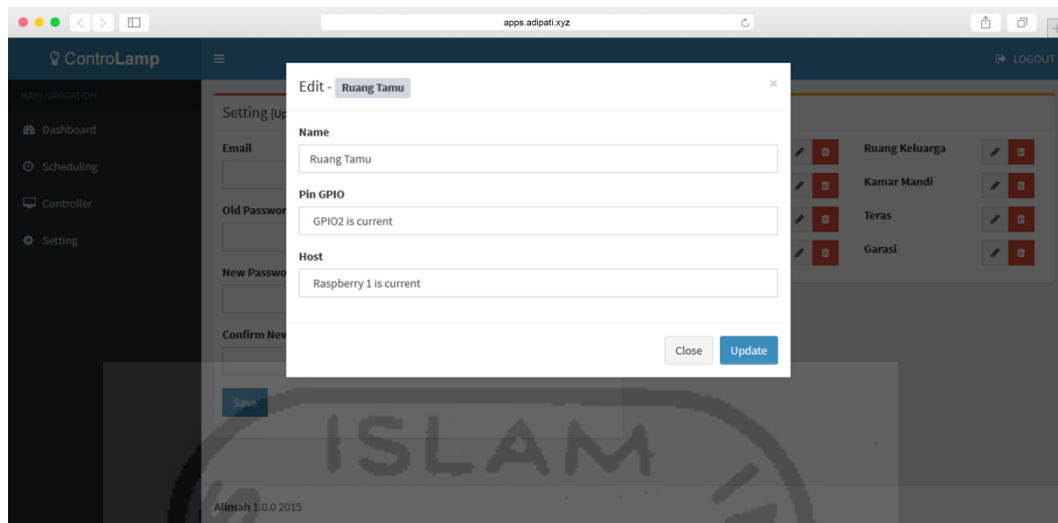 apps.adipati.xyz
ControLamp
LOGOUT
MAIN NAVIGATION
Dashboard
Scheduling
Controller
Setting
Setting [Up
Email
Old Passwor
New Passwo
Confirm New
Save
Edit - Ruang Tamu
×
Name
Ruang Tamu
Pin GPIO
GPIO2 is current
Host
Raspberry 1 is current
Close
Update
Ruang Keluarga
Kamar Mandi
Teras
Garasi
ISLAM
Alimah 1.0.0 2015